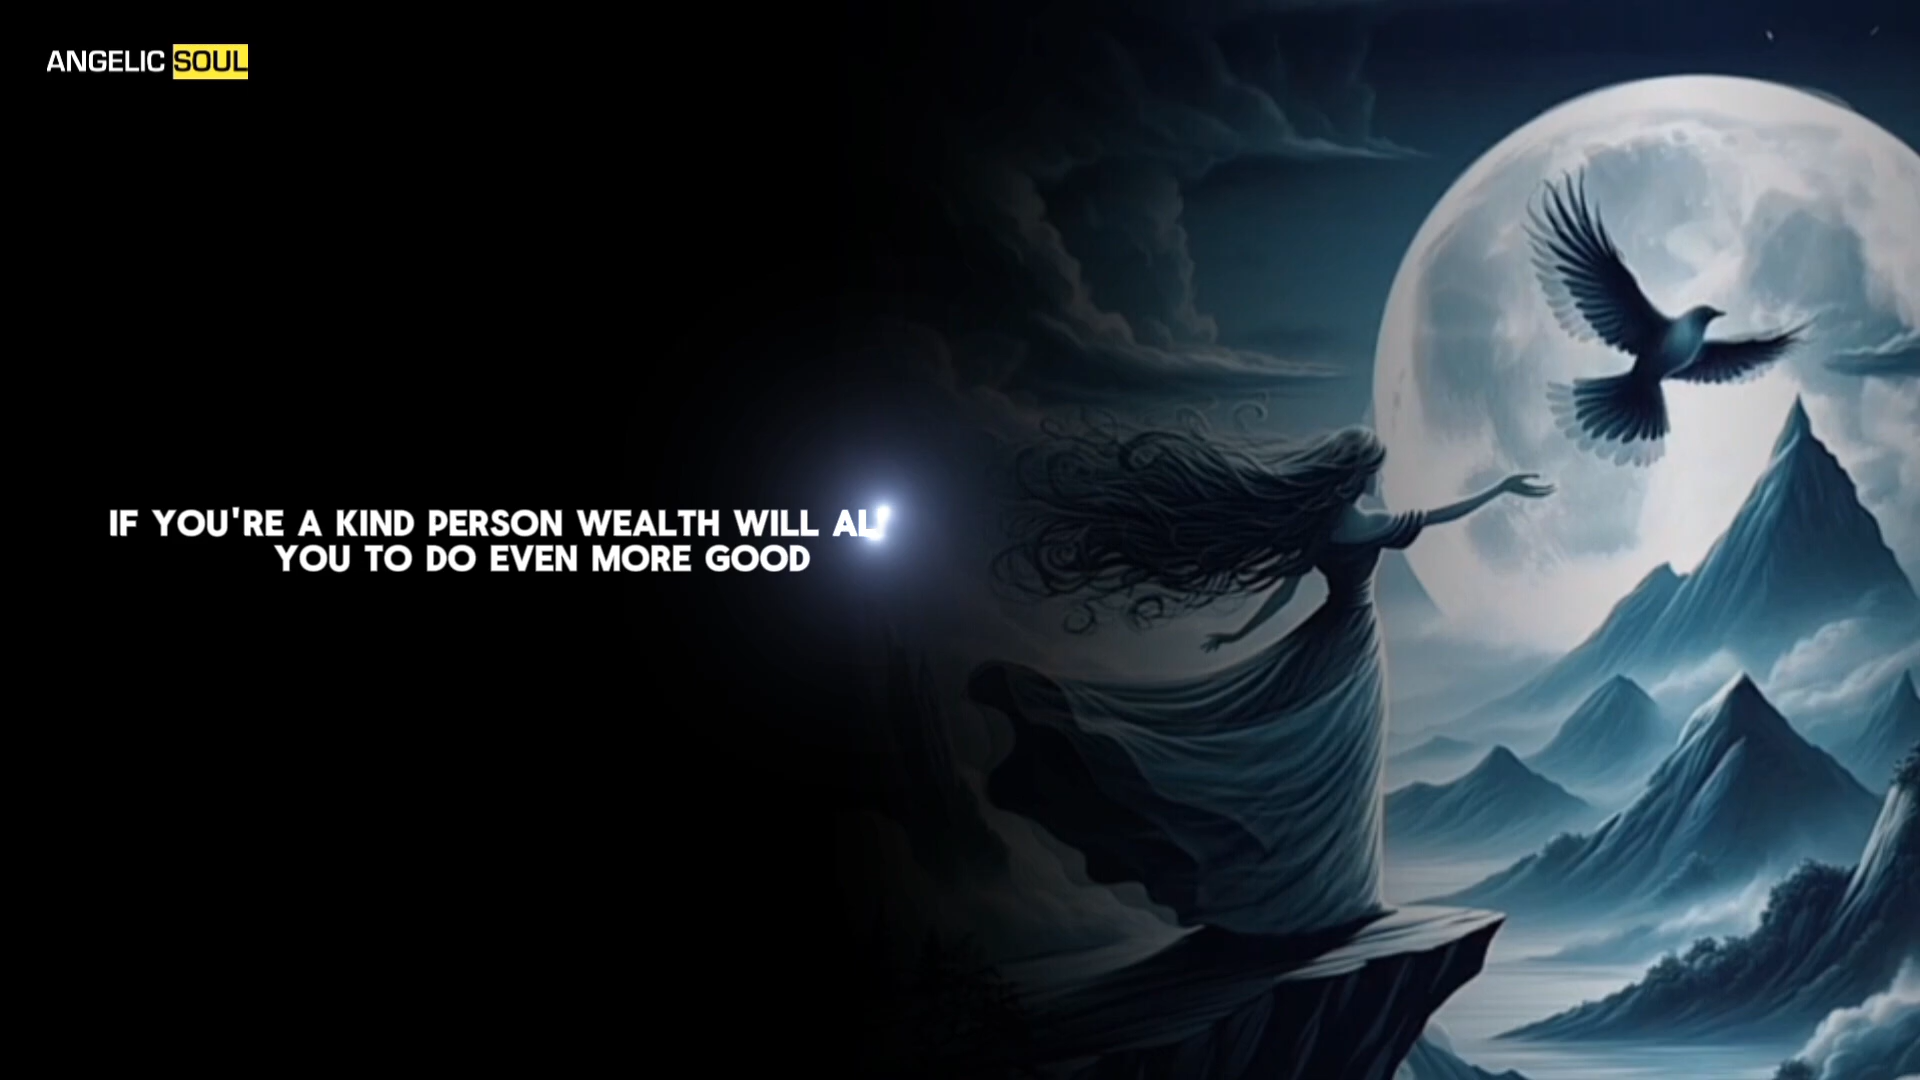 ANGELIC SOUL
IF YOU'RE A KIND PERSON WEALTH WILL
YOU TO DO EVEN MORE GOOD